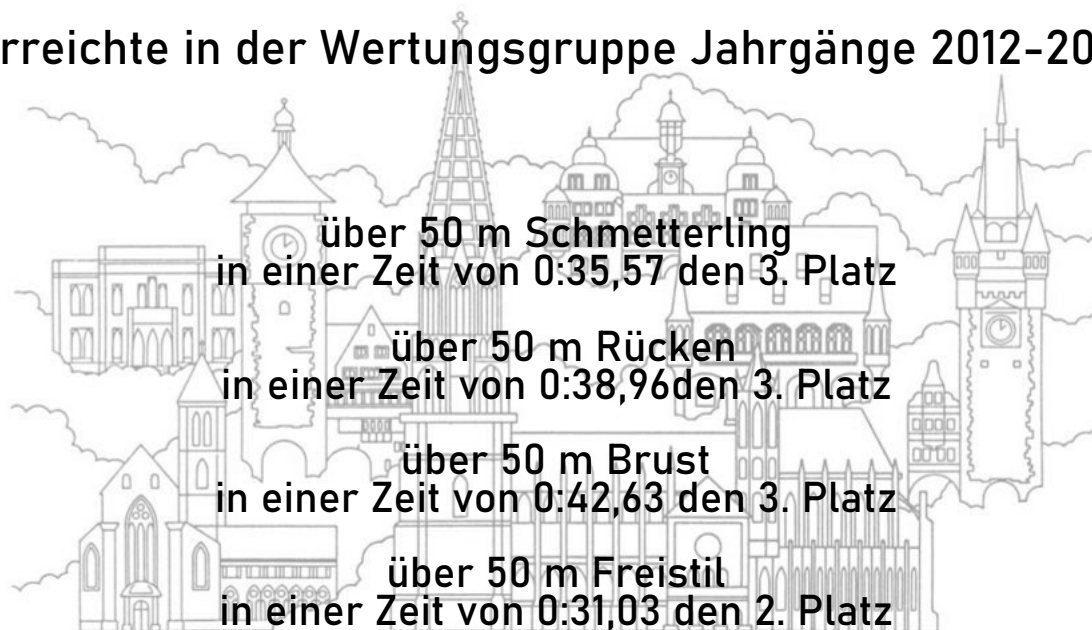 rreichte in der Wertungsgruppe Jahrgänge 2012-20
über 50 m Schmetterling
in einer Zeit von 0:35,57 den 3. Platz
über 50 m Rücken
in einer Zeit von 0:38,96den 3. Platz
über 50 m Brust
in einer Zeit von 0:42,63 den 3. Platz
über 50 m Freistil
in einer Zeit von 0:31,03 den 2. Platz